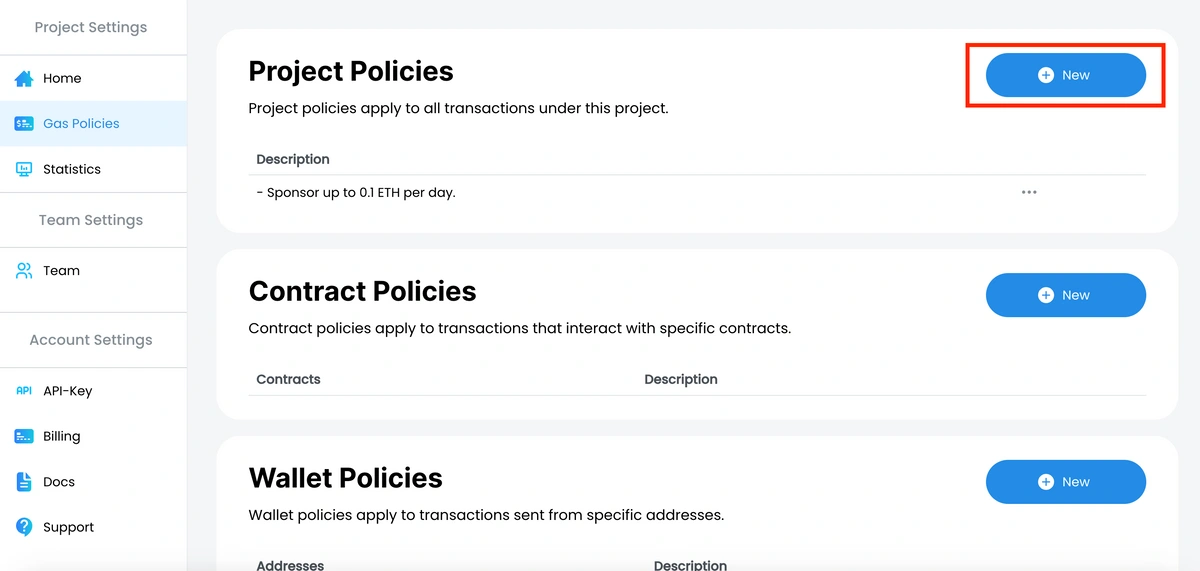 Project Settings
Home
Gas Policies
Statistics
Team Settings
Team
Account Settings
API API-Key
Billing
Docs
Support
Project Policies
New
Project policies apply to all transactions under this project.
Description
- Sponsor up to 0.1 ETH per day.
Contract Policies
New
Contract policies apply to transactions that interact with specific contracts.
Contracts Description
Wallet Policies
New
Wallet policies apply to transactions sent from specific addresses.
Addresses Description